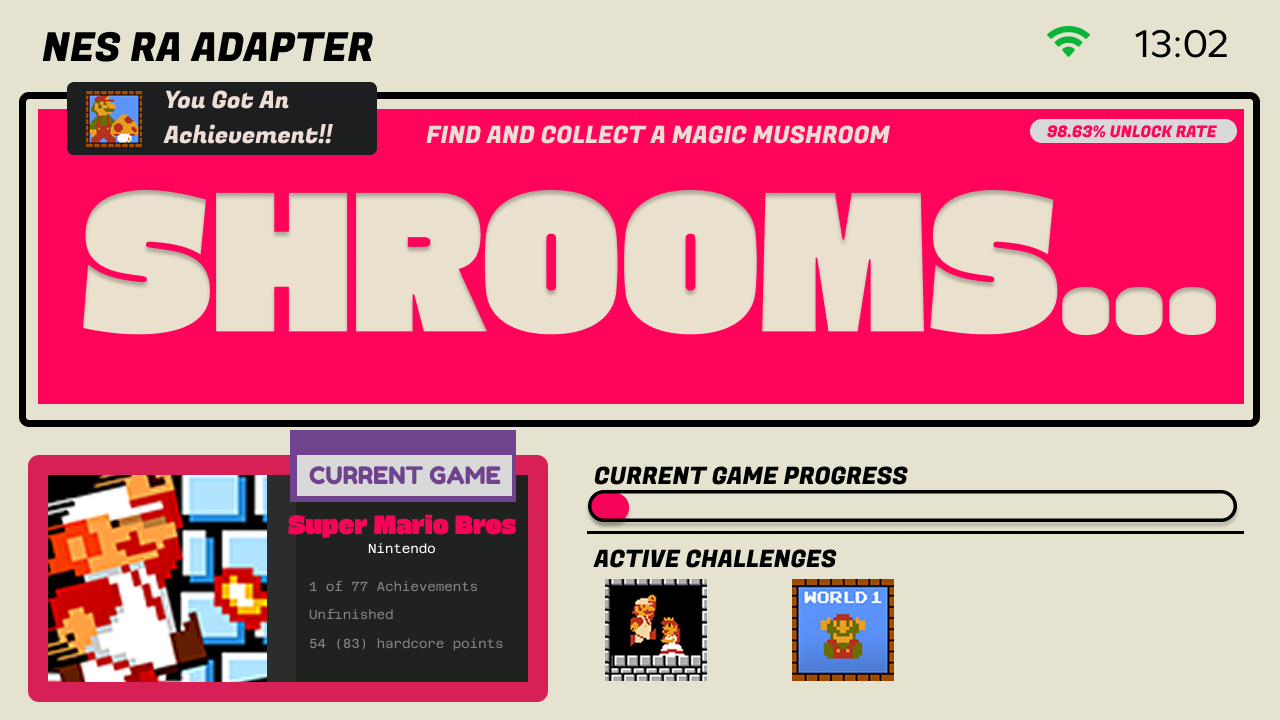 NES RA ADAPTER
13:02
You Got An
Achievement!!
FIND AND COLLECT A MAGIC MUSHROOM
98.63% UNLOCK RATE
SHROOMS...
CURRENT GAME
Super Mario Bros
Nintendo
1 of 77 Achievements
Unfinished
54 (83) hardcore points
CURRENT GAME PROGRESS
ACTIVE CHALLENGES
WORLD 1